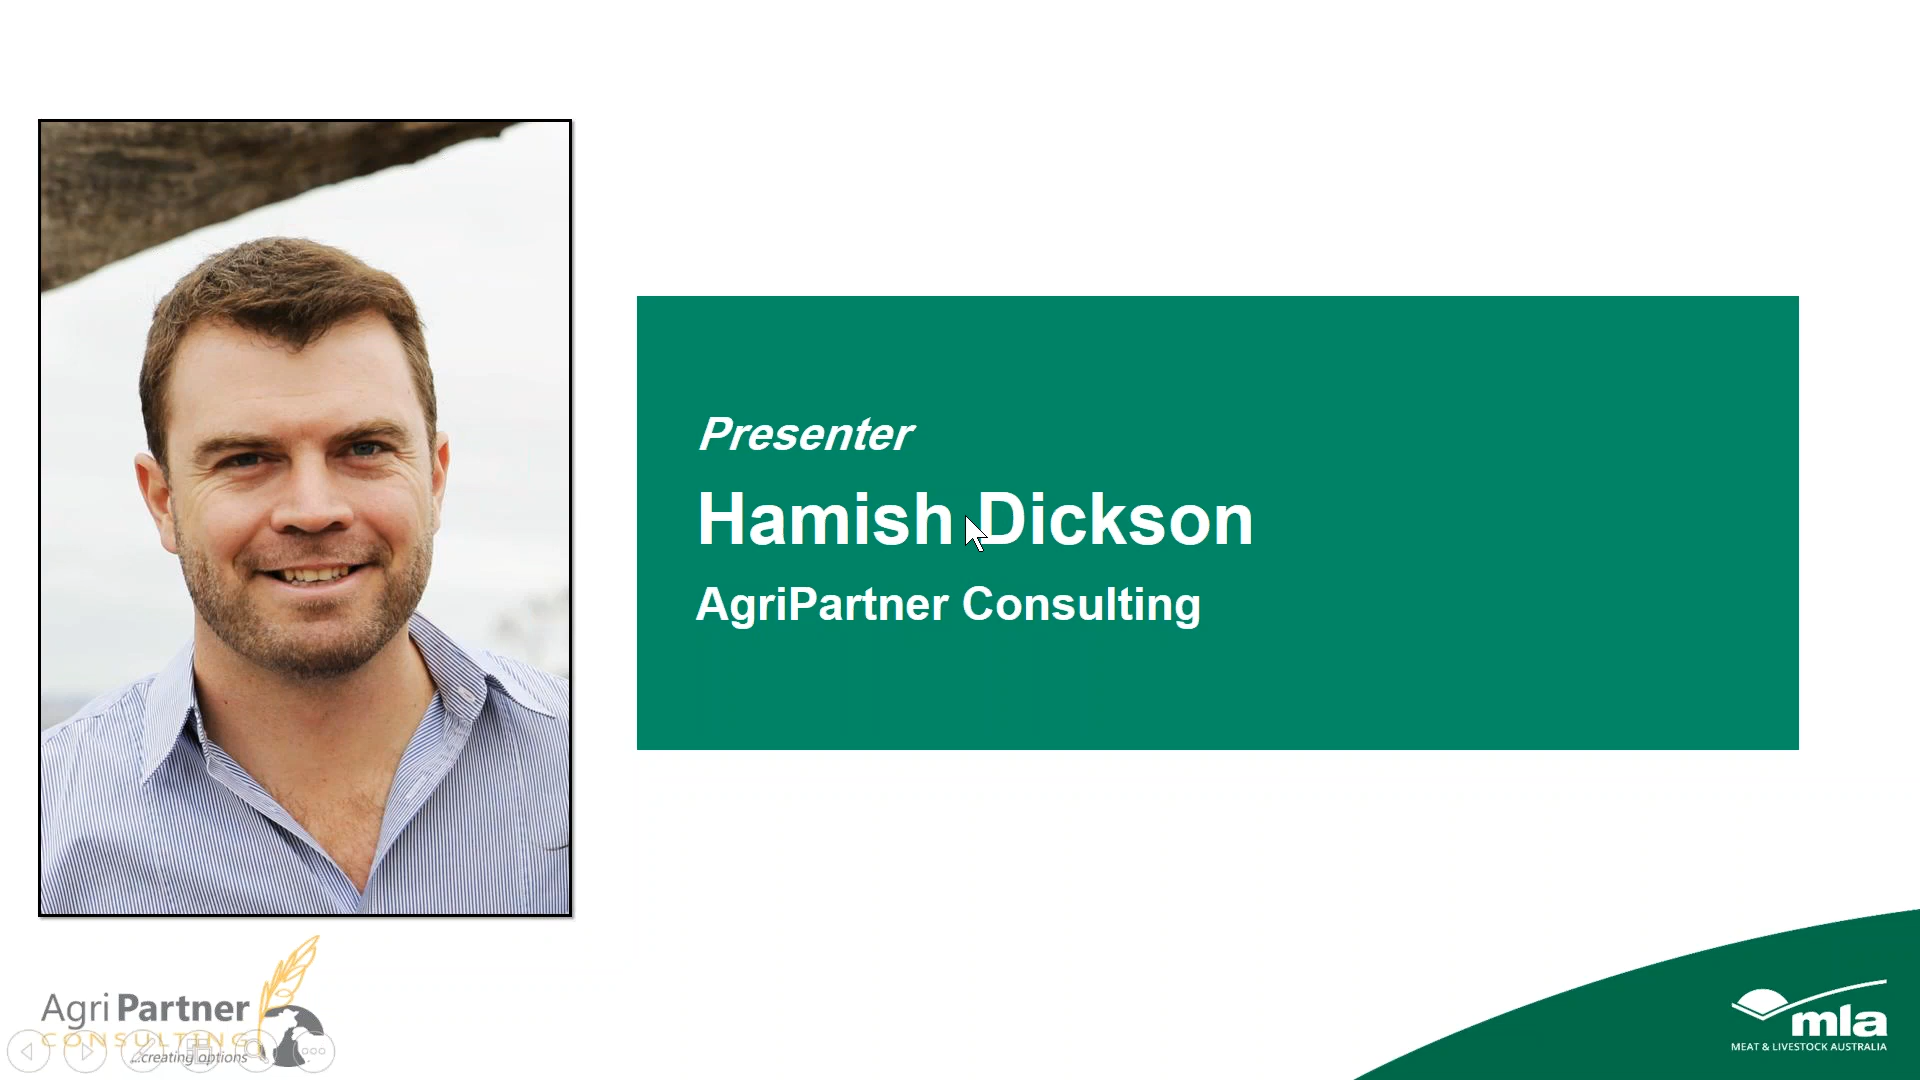 Presenter
Hamish Dickson
AgriPartner Consulting
Agri Partner
CONSULTING
...creating options
mla
MEAT & LIVESTOCK AUSTRALIA